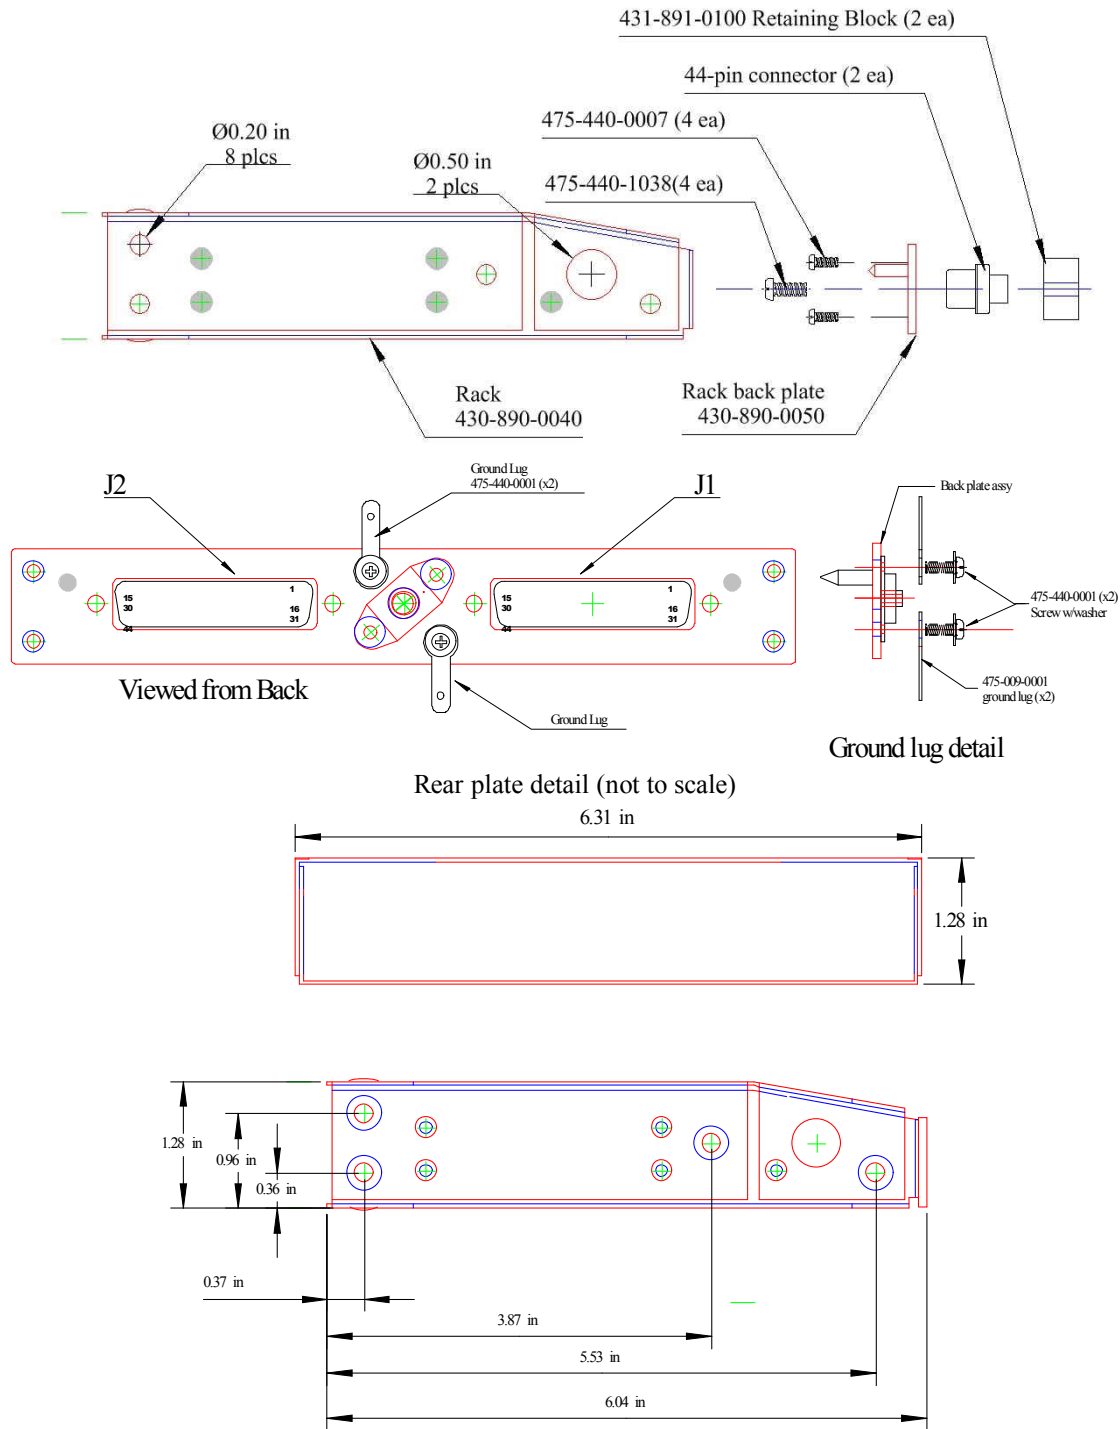 431-891-0100 Retaining Block (2 ea)
44-pin connector (2 ea)
475-440-0007 (4 ea)
Ø0.20 in
8 plcs
Ø0.50 in
2 plcs
475-440-1038(4 ea)
Rack
430-890-0040
Rack back plate
430-890-0050
Ground Lug
475-440-0001 (x2)
J2
J1
Back plate assy
1
15
30
16
31
44
1
15
30
16
31
44
475-440-0001 (x2)
Screw w/washer
475-009-0001
ground lug (x2)
Viewed from Back
Ground Lug
Ground lug detail
Rear plate detail (not to scale)
6.31 in
1.28 in
1.28 in
0.96 in
0.36 in
0.37 in
3.87 in
5.53 in
6.04 in